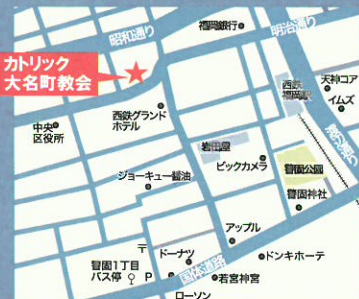 昭和通り
福岡銀行
明治通り
カトリック
大名町教会
西鉄
福岡駅
天神コア
イムズ
西鉄グランド
ホテル
中央
区役所
岩田屋
ビックカメラ
警固公園
警固神社
ジョーキュー醤油
アップル
〒
ドーナツ
ドンキホーテ
警固1丁目
バス停
P
国体道路
若宮神宮
ローソン